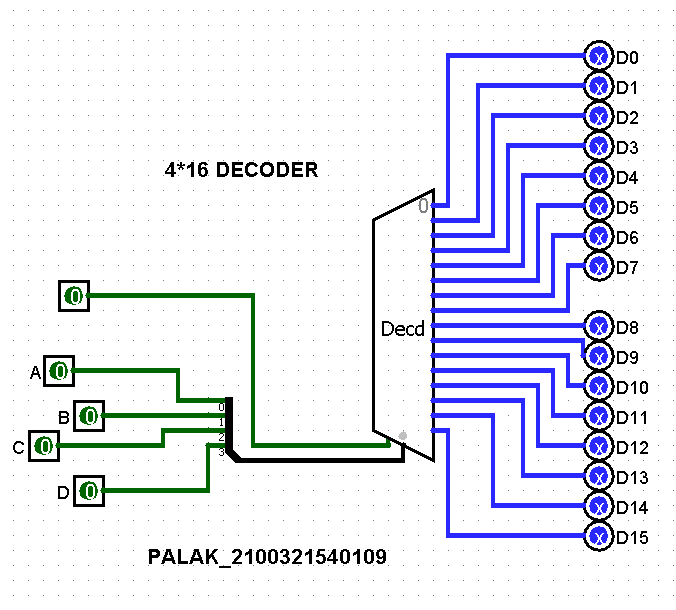 4*16 DECODER
0
A 0
B 0
C 0
D 0
0
1
2
3
0
Decd
x D0
x D1
x D2
x D3
x D4
x D5
x D6
x D7
x D8
x D9
x D10
x D11
x D12
x D13
x D14
x D15
PALAK_2100321540109